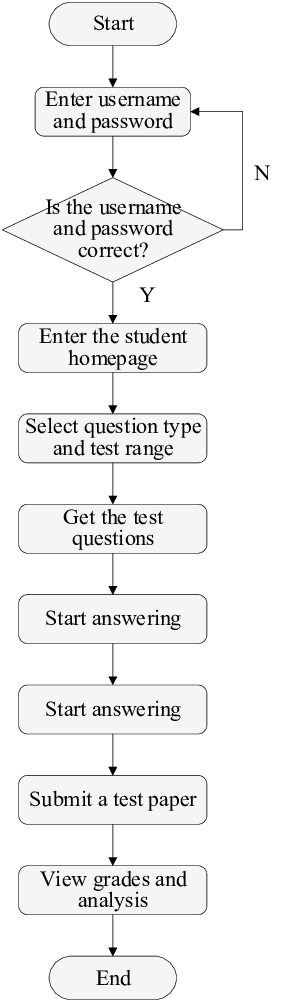 Start
Enter username
and password
Is the username
and password
correct?
N
Y
Enter the student
homepage
Select question type
and test range
Get the test
questions
Start answering
Start answering
Submit a test paper
View grades and
analysis
End